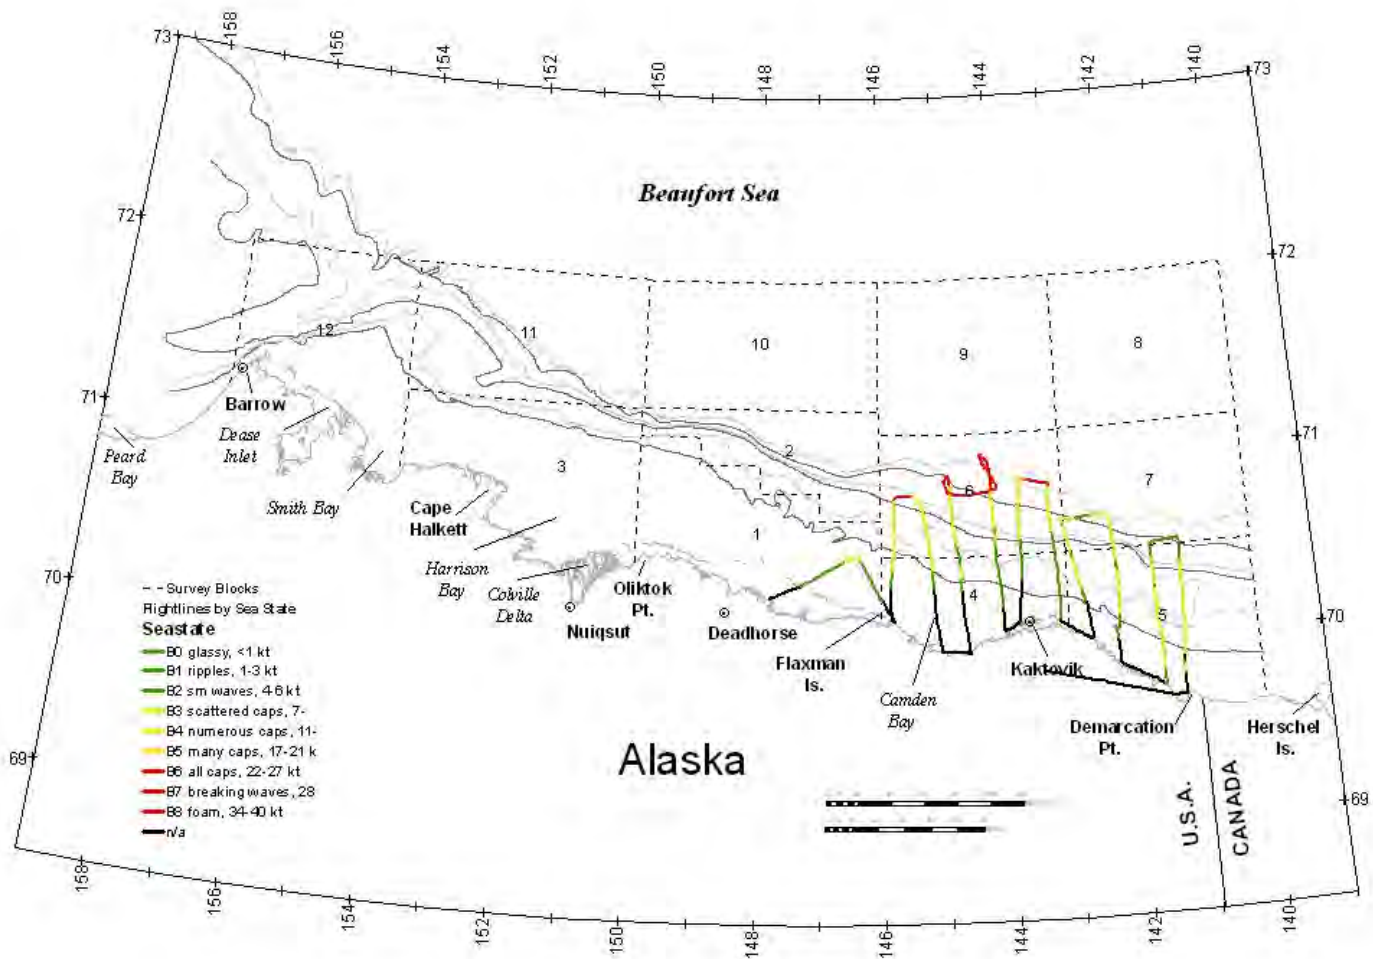 158
156
154
152
150
148
146
144
142
140
73
73
Beaufort Sea
72
72
12
11
10
9
8
71
71
Barrow
Dease
Inlet
Peard
Bay
Smith Bay
3
2
6
7
Cape
Halkett
Harrison
Bay
Colville
Delta
1
4
5
70
70
Oliktok
Pt.
Nuiqsut
Deadhorse
Flaxman
Is.
Kaktovik
Camden
Bay
Demarcation
Pt.
Herschel
Is.
Survey Blocks
Flightlines by Sea State
Seastate
B0 glassy, <1 kt
B1 ripples, 1-3 kt
B2 sm waves, 4-6 kt
B3 scattered caps, 7-
B4 numerous caps, 11-
B5 many caps, 17-21 k
B6 all caps, 22-27 kt
B7 breaking waves, 28
B8 foam, 34-40 kt
n/a
Alaska
U.S.A.
CANADA
69
69
158
156
154
152
150
148
146
144
142
140